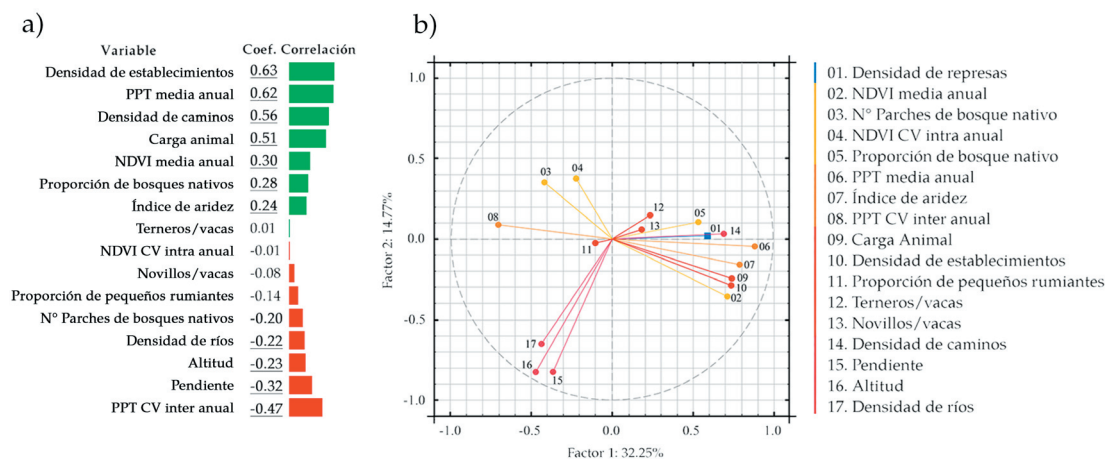 a)
Variable Coef. Correlación
Densidad de establecimientos 0.63
PPT media anual 0.62
Densidad de caminos 0.56
Carga animal 0.51
NDVI media anual 0.30
Proporción de bosques nativos 0.28
Índice de aridez 0.24
Terneros/vacas 0.01
NDVI CV intra anual -0.01
Novillos/vacas -0.08
Proporción de pequeños rumiantes -0.14
N° Parches de bosques nativos -0.20
Densidad de ríos -0.22
Altitud -0.23
Pendiente -0.32
PPT CV inter anual -0.47
b)
Factor 2: 14.77%
1.0
0.5
0.0
-0.5
-1.0
03
04
08
12
13
11
05
01
14
06
07
09
10
02
17
16
15
-1.0 -0.5 0.0 0.5 1.0
Factor 1: 32.25%
01. Densidad de represas
02. NDVI media anual
03. N° Parches de bosque nativo
04. NDVI CV intra anual
05. Proporción de bosque nativo
06. PPT media anual
07. Índice de aridez
08. PPT CV inter anual
09. Carga Animal
10. Densidad de establecimientos
11. Proporción de pequeños rumiantes
12. Terneros/vacas
13. Novillos/vacas
14. Densidad de caminos
15. Pendiente
16. Altitud
17. Densidad de ríos